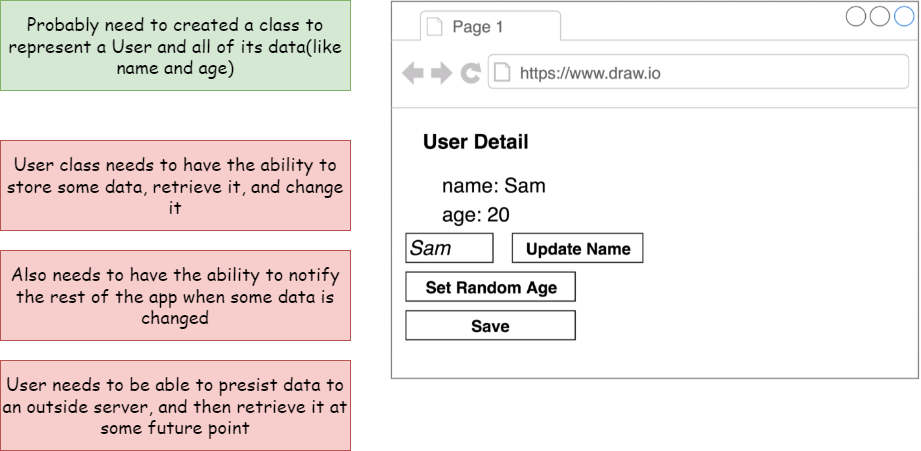 Probably need to created a class to
represent a User and all of its data(like
name and age)
User class needs to have the ability to
store some data, retrieve it, and change
it
Also needs to have the ability to notify
the rest of the app when some data is
changed
User needs to be able to presist data to
an outside server, and then retrieve it at
some future point
Page 1
https://www.draw.io
User Detail
name: Sam
age: 20
Sam
Update Name
Set Random Age
Save